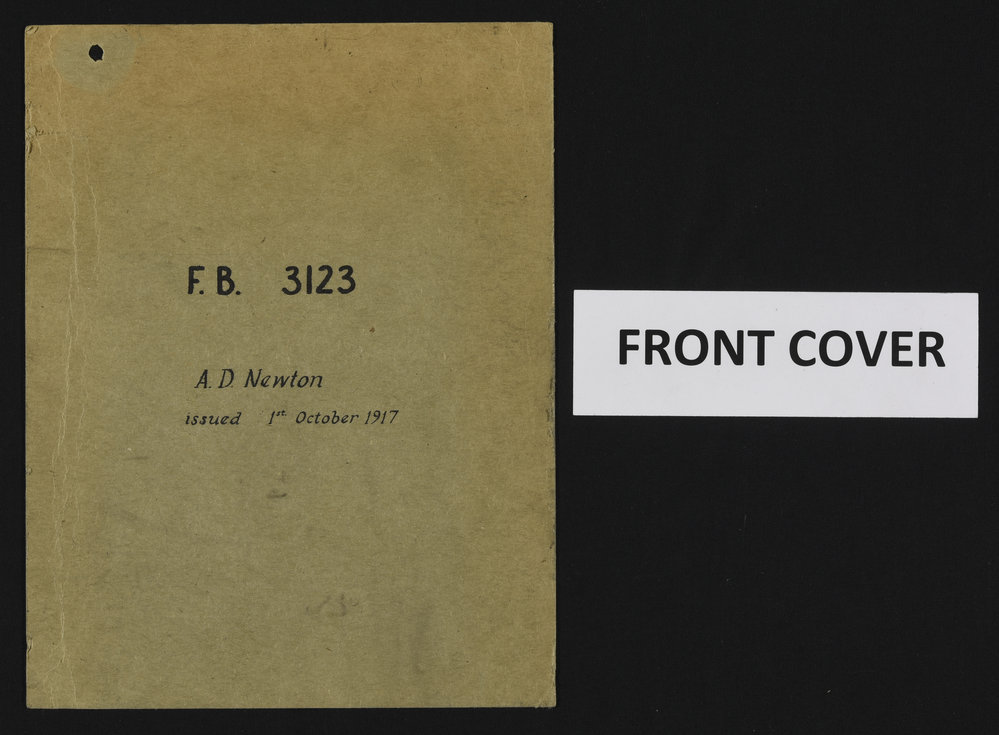 F. B. 3123
A. D. Newton
issued 1st. October 1917
FRONT COVER